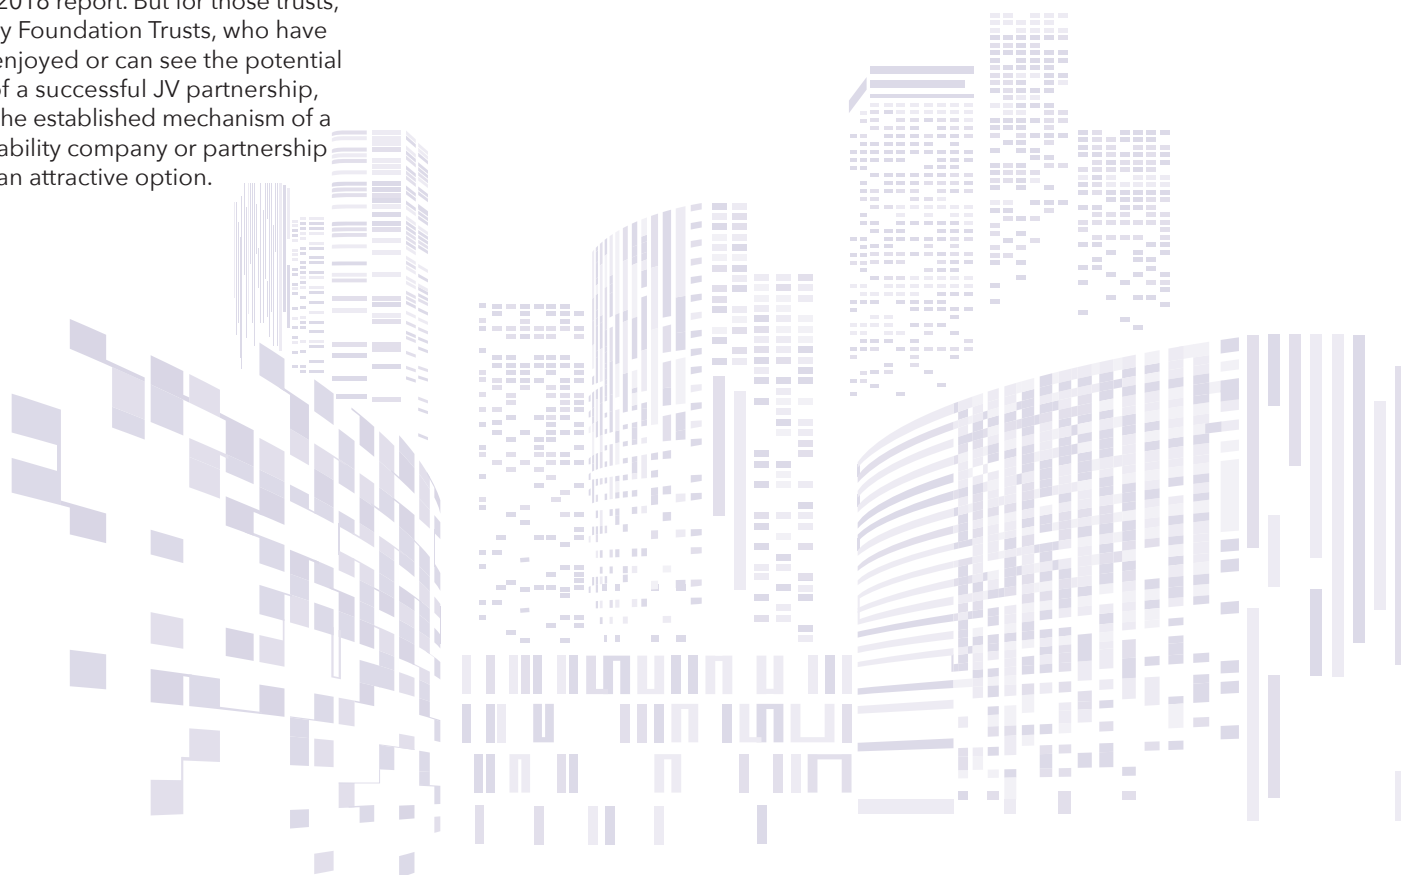 2016 report. But for those trusts,
y Foundation Trusts, who have
enjoyed or can see the potential
of a successful JV partnership,
he established mechanism of a
ability company or partnership
an attractive option.